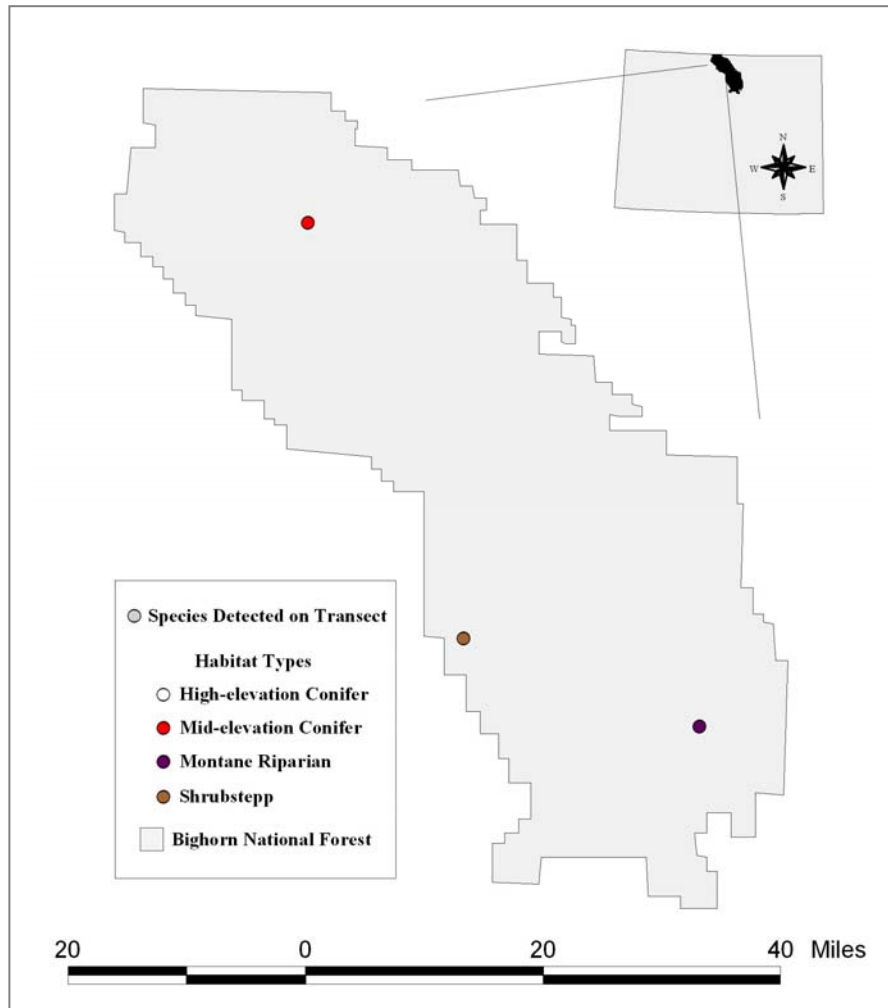 N
W E
S
Species Detected on Transect
Habitat Types
High-elevation Conifer
Mid-elevation Conifer
Montane Riparian
Shrubstepp
Bighorn National Forest
20 0 20 40 Miles